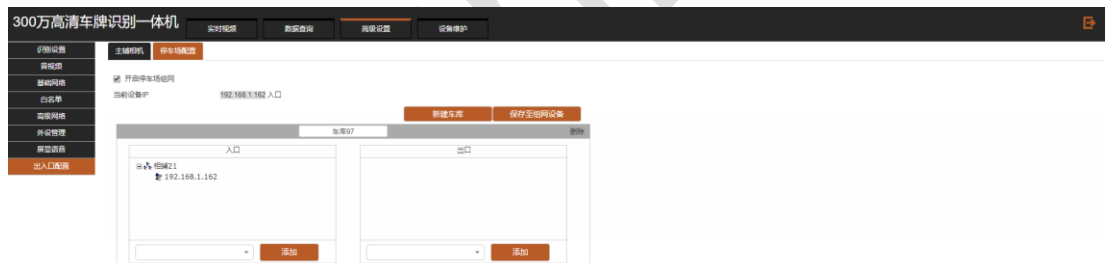 300万高清车牌识别一体机
实时视频 数据查询 高级设置 设备维护
识别设置
音视频
基础网络
白名单
高级网络
外设管理
屏显语音
出入口配置
主辅相机 停车场配置
开启停车场组网
当前设备IP 192.168.1.162 入口
新建车库 保存至组网设备
车库97 删除
入口 出口
相辅21
192.168.1.162
添加 添加